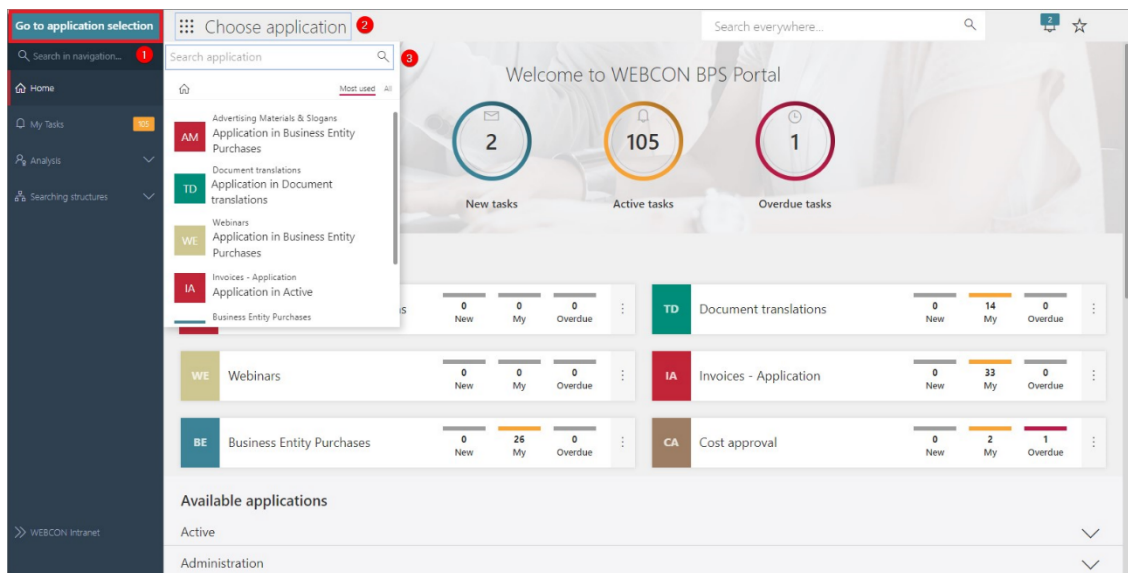 Go to application selection
Choose application
2
Search everywhere...
2
Search in navigation...
1
Home
My Tasks
105
Analysis
Searching structures
WEBCON Intranet
Search application
3
Most used All
Advertising Materials & Slogans
AM
Application in Business Entity
Purchases
Document translations
TD
Application in Document
translations
Webinars
WE
Application in Business Entity
Purchases
Invoices - Application
IA
Application in Active
Business Entity Purchases
Welcome to WEBCON BPS Portal
2
105
1
New tasks
Active tasks
Overdue tasks
0 0 0
New My Overdue
TD
Document translations
0 14 0
New My Overdue
WE
Webinars
0 0 0
New My Overdue
IA
Invoices - Application
0 33 0
New My Overdue
BE
Business Entity Purchases
0 26 0
New My Overdue
CA
Cost approval
0 2 1
New My Overdue
Available applications
Active
Administration